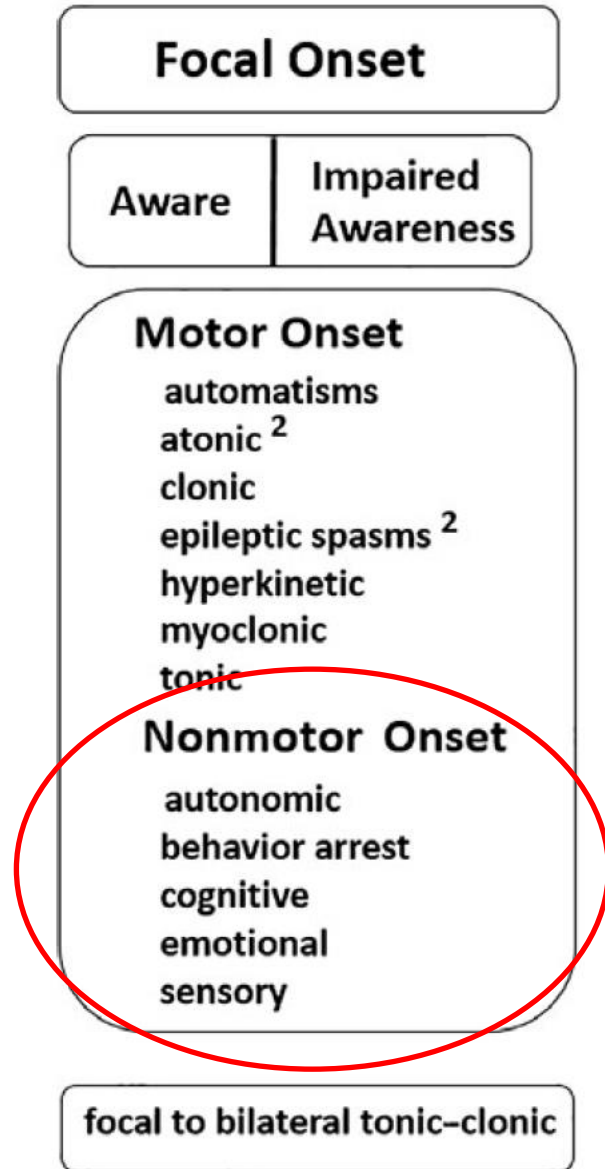 Focal Onset
Aware
Impaired
Awareness
Motor Onset
automatisms
atonic 2
clonic
epileptic spasms 2
hyperkinetic
myoclonic
tonic
Nonmotor Onset
autonomic
behavior arrest
cognitive
emotional
sensory
focal to bilateral tonic–clonic